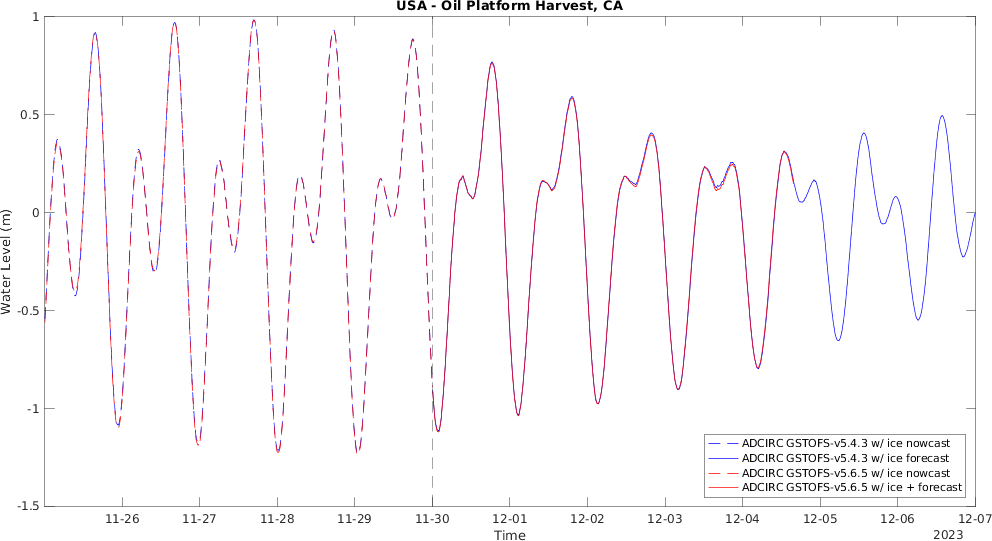 USA - Oil Platform Harvest, CA
1
0.5
0
-0.5
-1
-1.5
Water Level (m)
11-26 11-27 11-28 11-29 11-30 12-01 12-02 12-03 12-04 12-05 12-06 12-07
Time
2023
ADCIRC GSTOFS-v5.4.3 w/ ice nowcast
ADCIRC GSTOFS-v5.4.3 w/ ice forecast
ADCIRC GSTOFS-v5.6.5 w/ ice nowcast
ADCIRC GSTOFS-v5.6.5 w/ ice + forecast